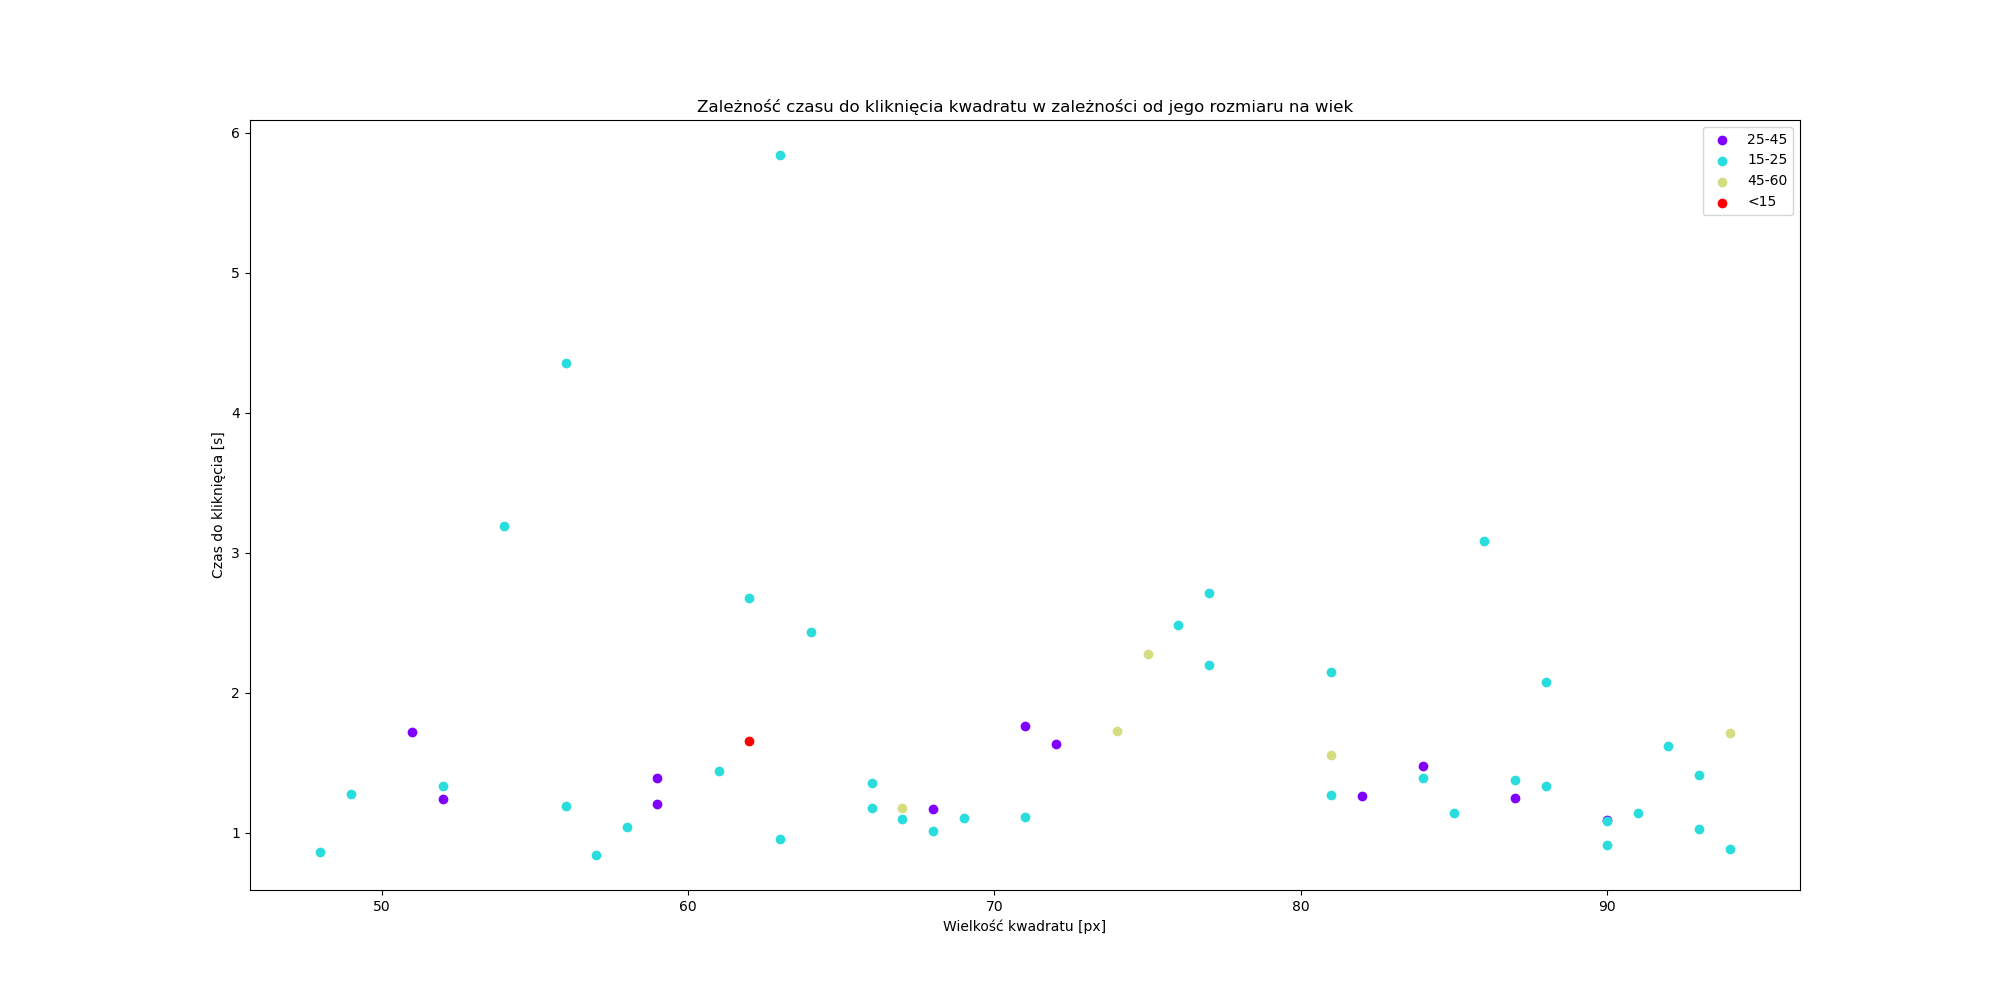 Zależność czasu do kliknięcia kwadratu w zależności od jego rozmiaru na wiek
25-45
15-25
45-60
<15
6
5
4
3
2
1
Czas do kliknięcia [s]
50 60 70 80 90
Wielkość kwadratu [px]